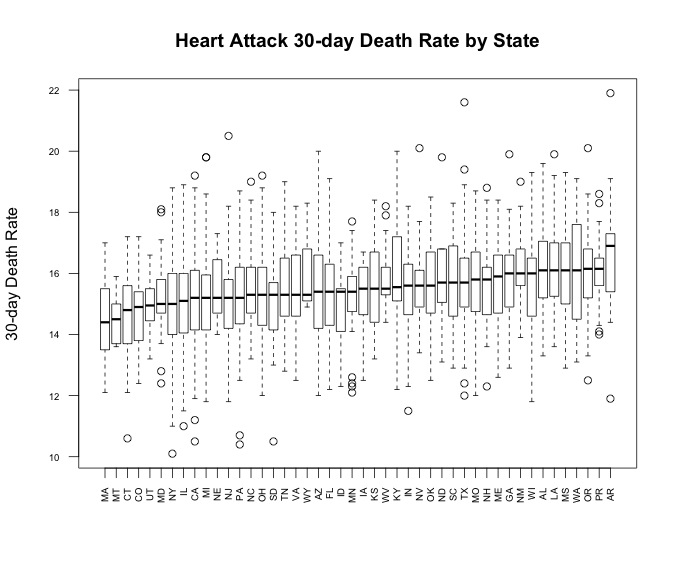 Heart Attack 30-day Death Rate by State
30-day Death Rate
22
20
18
16
14
12
10
MA MT CT CO UT MD NY IL CA MI NE NJ PA NC OH SD TN VA WY AZ FL ID MN IA KS WV KY IN NV OK ND SC TX MO NH ME GA NM WI AL LA MS WA OR PR AR